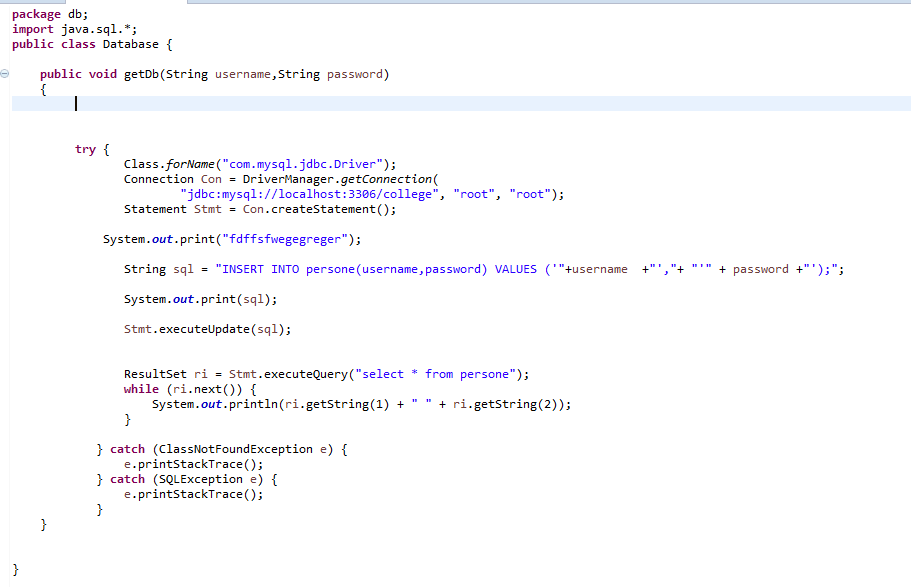 package db;
import java.sql.*;
public class Database {
public void getDb(String username,String password)
{
try {
Class.forName("com.mysql.jdbc.Driver");
Connection Con = DriverManager.getConnection(
"jdbc:mysql://localhost:3306/college", "root", "root");
Statement Stmt = Con.createStatement();
System.out.print("fdffsfwegegreger");
String sql = "INSERT INTO persone(username,password) VALUES ('"+username  +"',"+ "'" + password +"');";
System.out.print(sql);
Stmt.executeUpdate(sql);
ResultSet ri = Stmt.executeQuery("select * from persone");
while (ri.next()) {
System.out.println(ri.getString(1) + " " + ri.getString(2));
}
} catch (ClassNotFoundException e) {
e.printStackTrace();
} catch (SQLException e) {
e.printStackTrace();
}
}
}